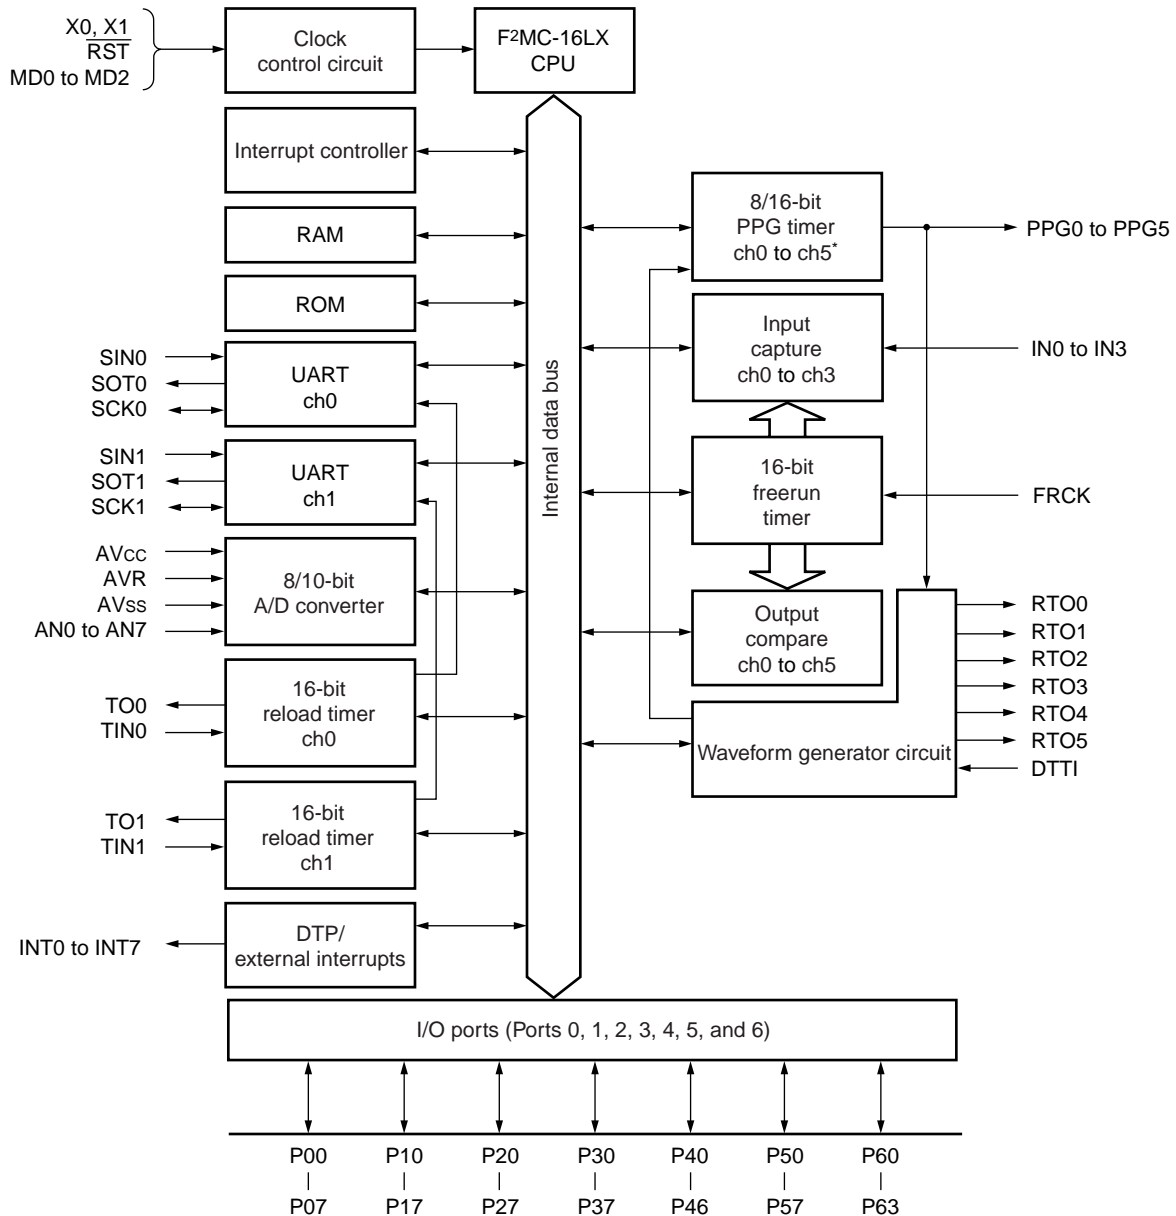 X0, X1
RST
MD0 to MD2
Clock
control circuit
F²MC-16LX
CPU
Interrupt controller
RAM
ROM
SIN0
SOT0
SCK0
UART
ch0
SIN1
SOT1
SCK1
UART
ch1
AVCC
AVR
AVSS
AN0 to AN7
8/10-bit
A/D converter
TO0
TIN0
16-bit
reload timer
ch0
TO1
TIN1
16-bit
reload timer
ch1
INT0 to INT7
DTP/
external interrupts
Internal data bus
8/16-bit
PPG timer
ch0 to ch5*
PPG0 to PPG5
Input
capture
ch0 to ch3
IN0 to IN3
16-bit
freerun
timer
FRCK
Output
compare
ch0 to ch5
Waveform generator circuit
RTO0
RTO1
RTO2
RTO3
RTO4
RTO5
DTTI
I/O ports (Ports 0, 1, 2, 3, 4, 5, and 6)
P00 P10 P20 P30 P40 P50 P60
P07 P17 P27 P37 P46 P57 P63